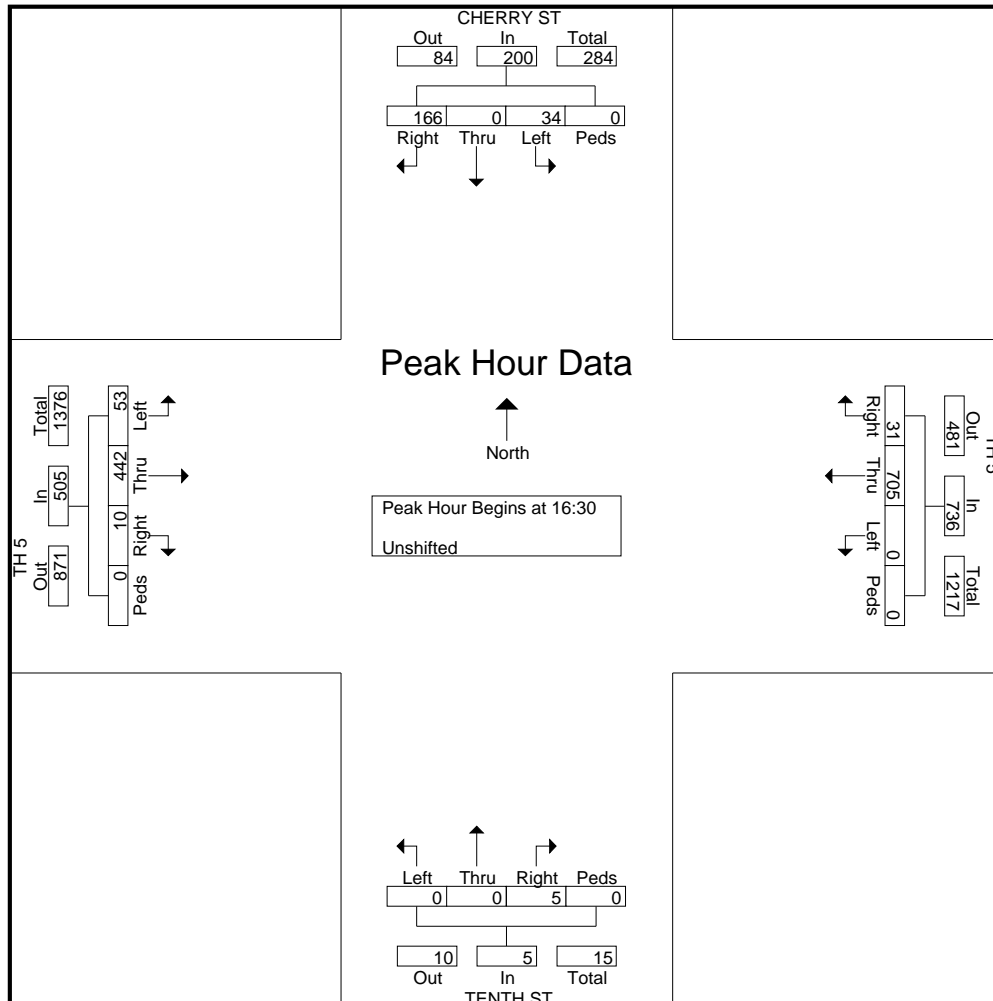 CHERRY ST
Out In Total
84 200 284
166 0 34 0
Right Thru Left Peds
Peak Hour Data
North
Peak Hour Begins at 16:30
Unshifted
TH 5
Total In Out
1376 505 871
53 442 10 0
Left Thru Right Peds
TH 5
Out In Total
481 736 1217
31 705 0 0
Right Thru Left Peds
Left Thru Right Peds
0 0 5 0
10 5 15
Out In Total
TENTH ST